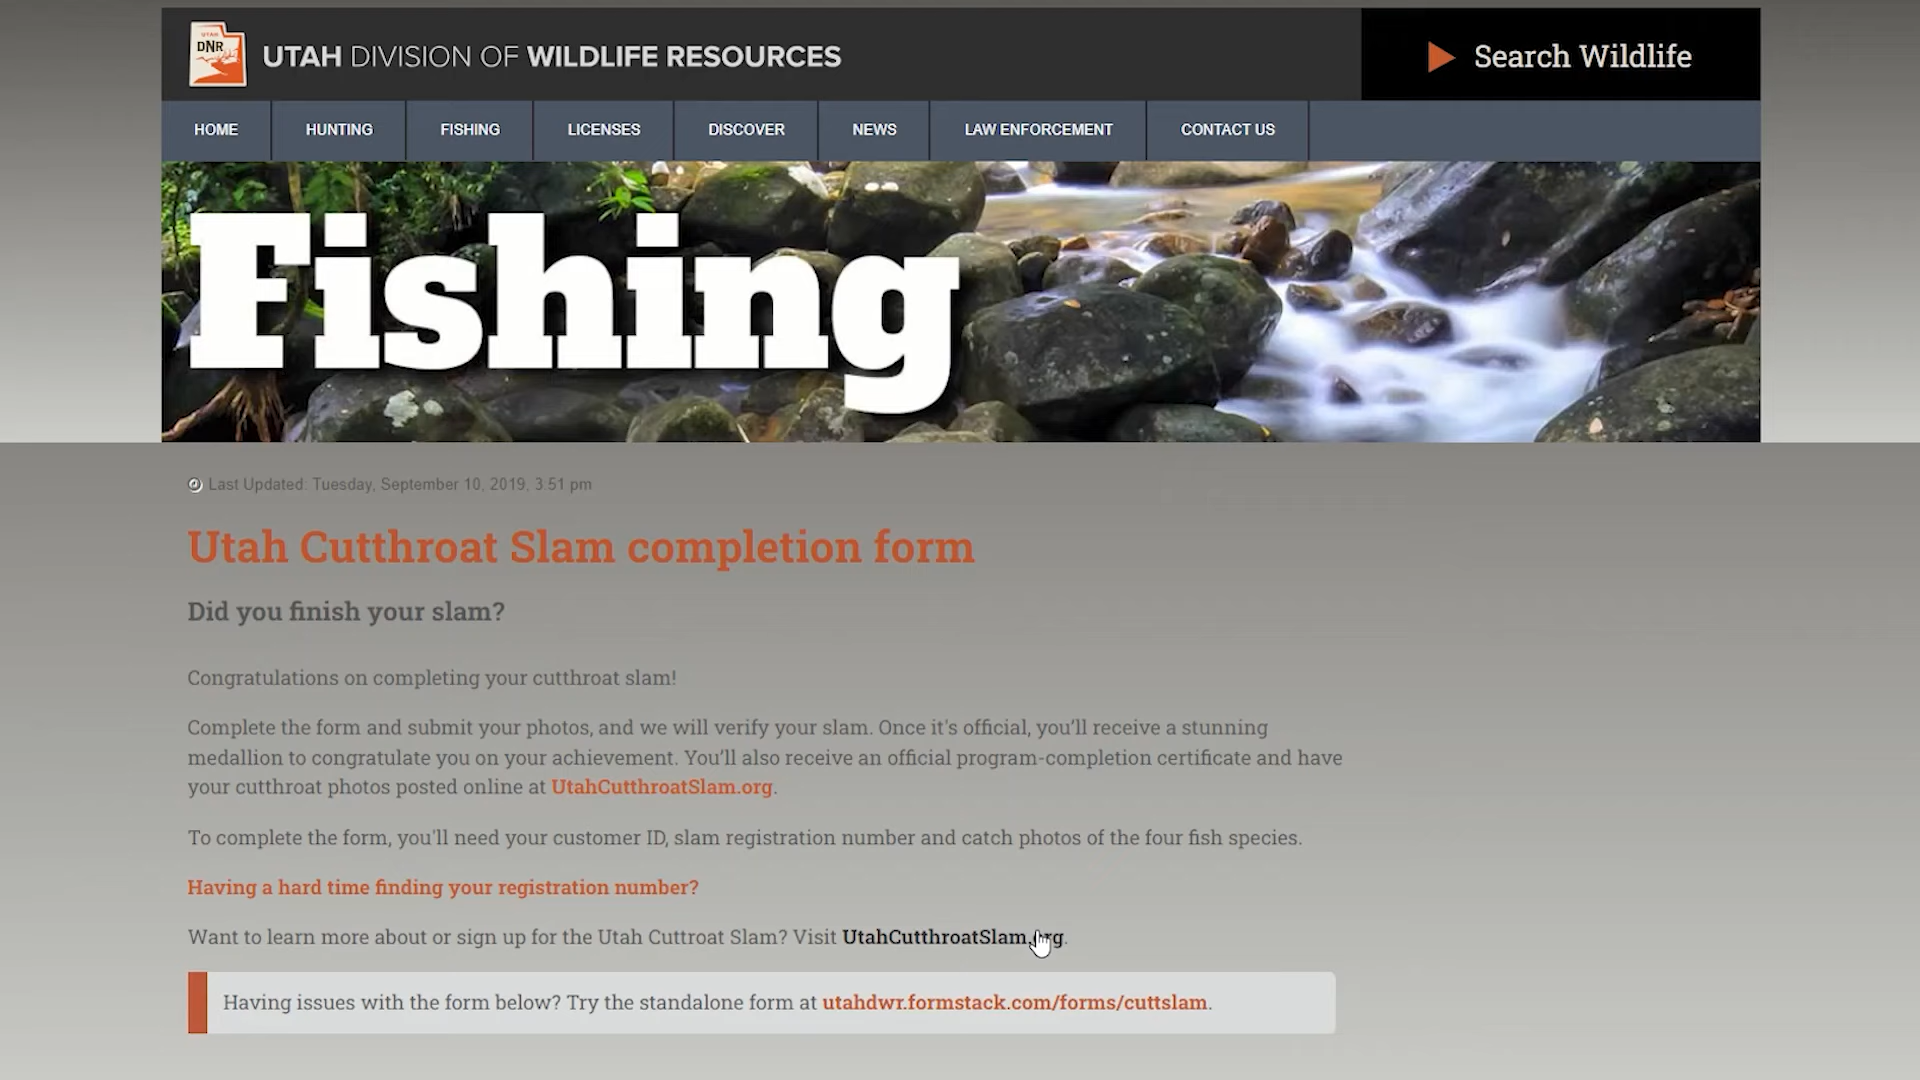 UTAH
DNR
UTAH DIVISION OF WILDLIFE RESOURCES
Search Wildlife
HOME
HUNTING
FISHING
LICENSES
DISCOVER
NEWS
LAW ENFORCEMENT
CONTACT US
Fishing
Last Updated: Tuesday, September 10, 2019, 3:51 pm
Utah Cutthroat Slam completion form
Did you finish your slam?
Congratulations on completing your cutthroat slam!
Complete the form and submit your photos, and we will verify your slam. Once it's official, you’ll receive a stunning
medallion to congratulate you on your achievement. You’ll also receive an official program-completion certificate and have
your cutthroat photos posted online at UtahCutthroatSlam.org.
To complete the form, you'll need your customer ID, slam registration number and catch photos of the four fish species.
Having a hard time finding your registration number?
Want to learn more about or sign up for the Utah Cuttroat Slam? Visit UtahCutthroatSlam.org.
Having issues with the form below? Try the standalone form at utahdwr.formstack.com/forms/cuttslam.